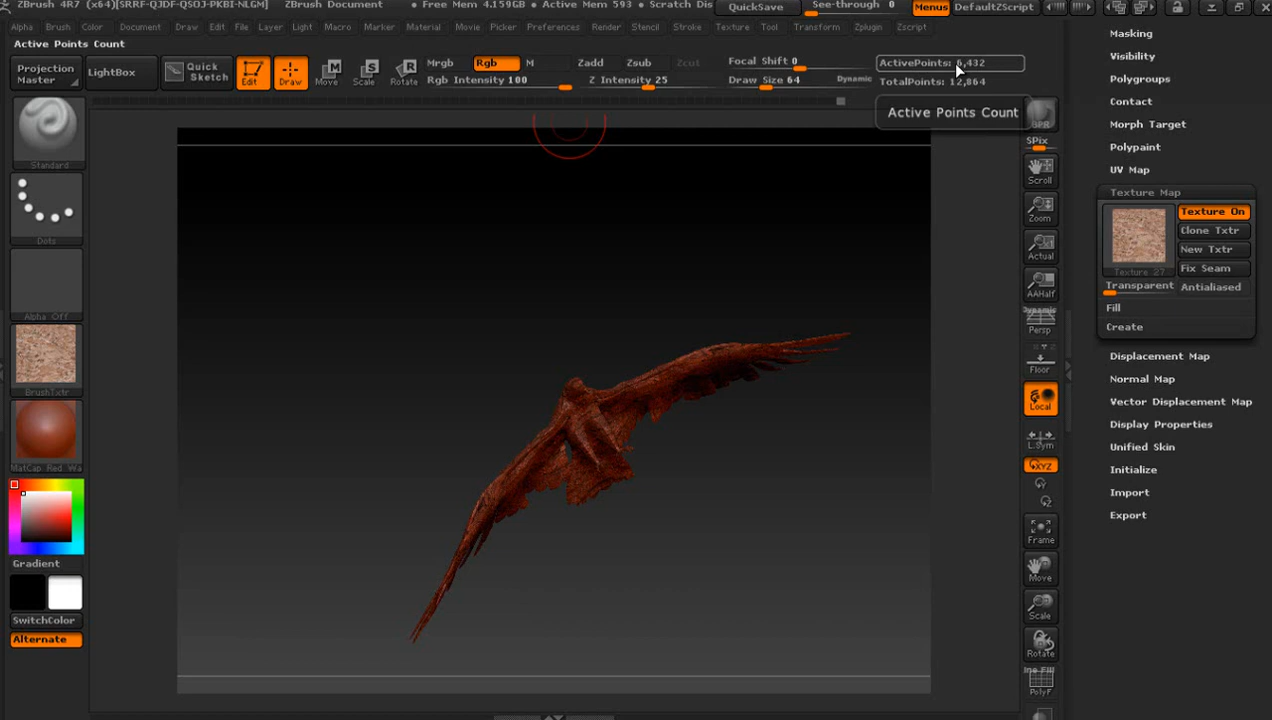 ZBrush 4R7 (x64)[SRRF-QJDF-QSOJ-PKBI-NLGM] ZBrush Document • Free Mem 4.159GB • Active Mem 593 • Scratch Dis QuickSave See-through 0 Menus DefaultZScript
Alpha Brush Color Document Draw Edit File Layer Light Macro Marker Material Movie Picker Preferences Render Stencil Stroke Texture Tool Transform Zplugin Zscript
Active Points Count
Projection Master
LightBox
Quick Sketch
Edit
Draw
Move
Scale
Rotate
Mrgb Rgb M Zadd Zsub Zcut
Rgb Intensity 100 Z Intensity 25
Focal Shift 0
Draw Size 64 Dynamic
ActivePoints: 6,432
TotalPoints: 12,864
Active Points Count
Standard
Dots
Alpha Off
BrushTxtr
MatCap Red Wa
Gradient
SwitchColor
Alternate
BPR
SPix
Scroll
Zoom
Actual
AAHalf
Dynamic
Persp
Floor
Local
L.Sym
XYZ
Frame
Move
Scale
Rotate
Line Fill
PolyF
Masking
Visibility
Polygroups
Contact
Morph Target
Polypaint
UV Map
Texture Map
Texture On
Clone Txtr
New Txtr
Texture 27
Fix Seam
Transparent Antialiased
Fill
Create
Displacement Map
Normal Map
Vector Displacement Map
Display Properties
Unified Skin
Initialize
Import
Export